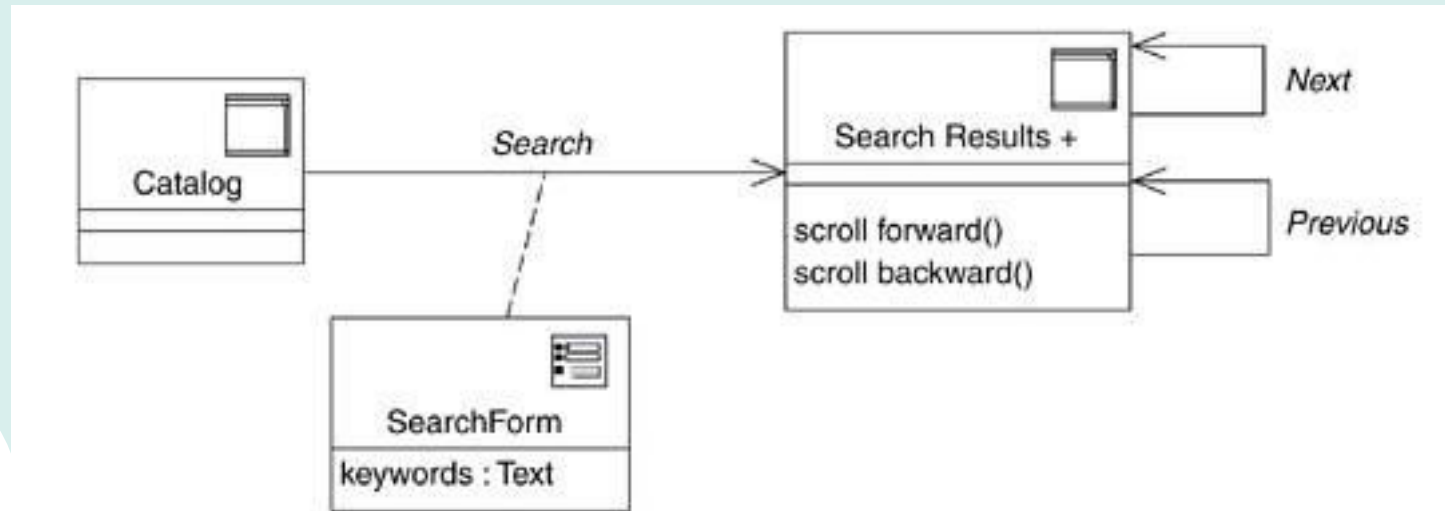 Catalog
Search
Search Results +
scroll forward()
scroll backward()
Next
Previous
SearchForm
keywords : Text